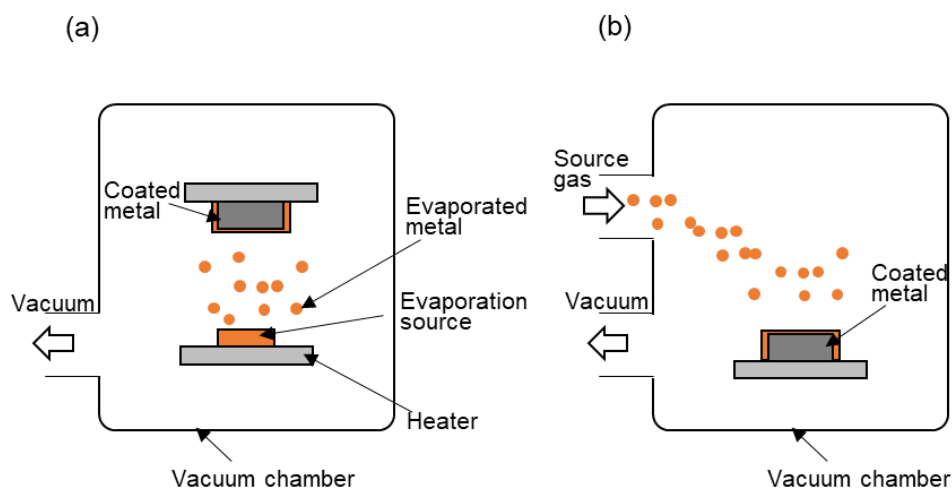 (a)
Coated
metal
Evaporated
metal
Vacuum
Evaporation
source
Heater
Vacuum chamber
(b)
Source
gas
Coated
metal
Vacuum
Vacuum chamber